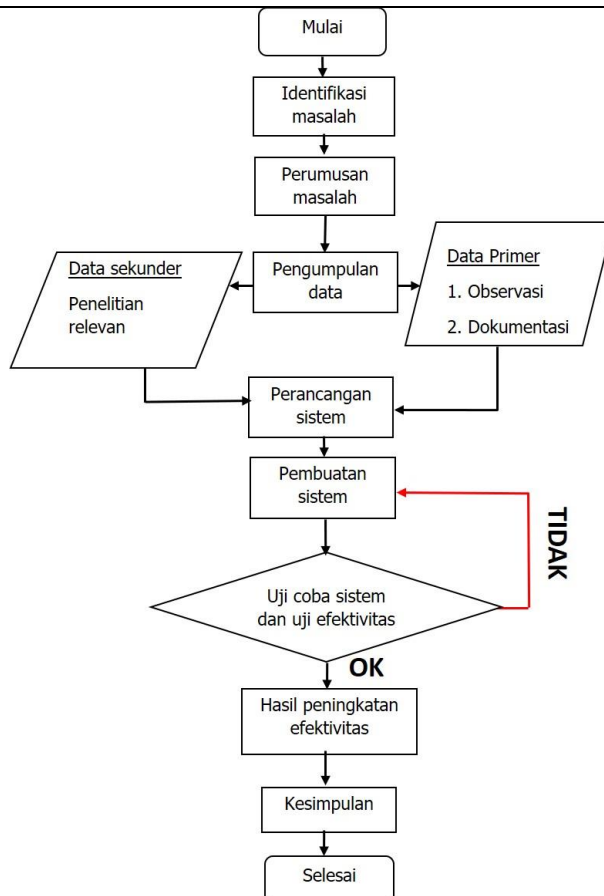 Mulai
Identifikasi
masalah
Perumusan
masalah
Pengumpulan
data
Data sekunder
Penelitian
relevan
Data Primer
1. Observasi
2. Dokumentasi
Perancangan
sistem
Pembuatan
sistem
TIDAK
Uji coba sistem
dan uji efektivitas
OK
Hasil peningkatan
efektivitas
Kesimpulan
Selesai